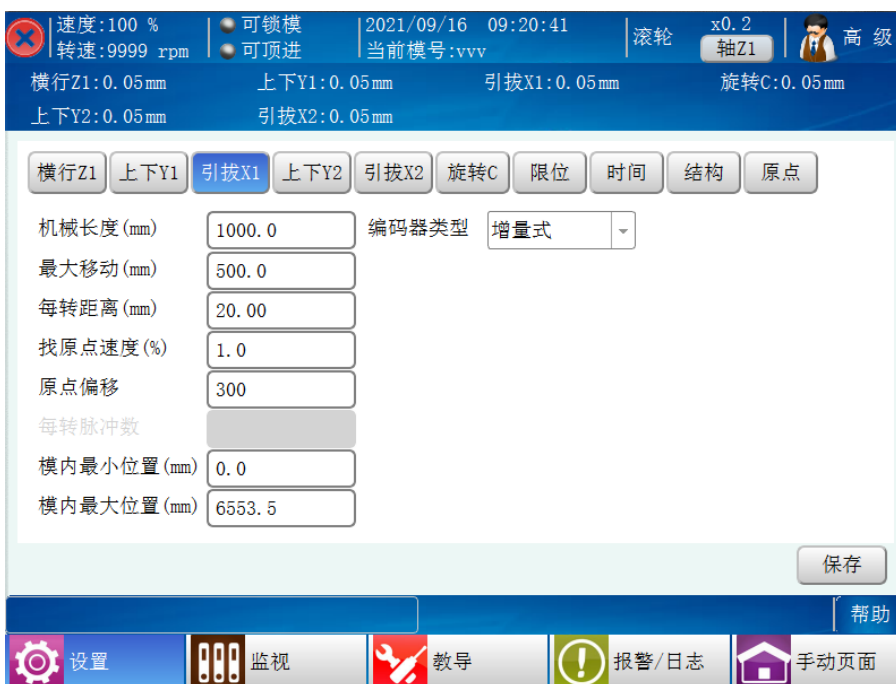 速度:100 % 可锁模 2021/09/16 09:20:41 滚轮 x0.2 高 级
转速:9999 rpm 可顶进 当前模号:vvv 轴Z1
横行Z1:0.05mm 上下Y1:0.05mm 引拔X1:0.05mm 旋转C:0.05mm
上下Y2:0.05mm 引拔X2:0.05mm
横行Z1 上下Y1 引拔X1 上下Y2 引拔X2 旋转C 限位 时间 结构 原点
机械长度(mm) 1000.0 编码器类型 增量式
最大移动(mm) 500.0
每转距离(mm) 20.00
找原点速度(%) 1.0
原点偏移 300
每转脉冲数
模内最小位置(mm) 0.0
模内最大位置(mm) 6553.5
保存
帮助
设置 监视 教导 报警/日志 手动页面